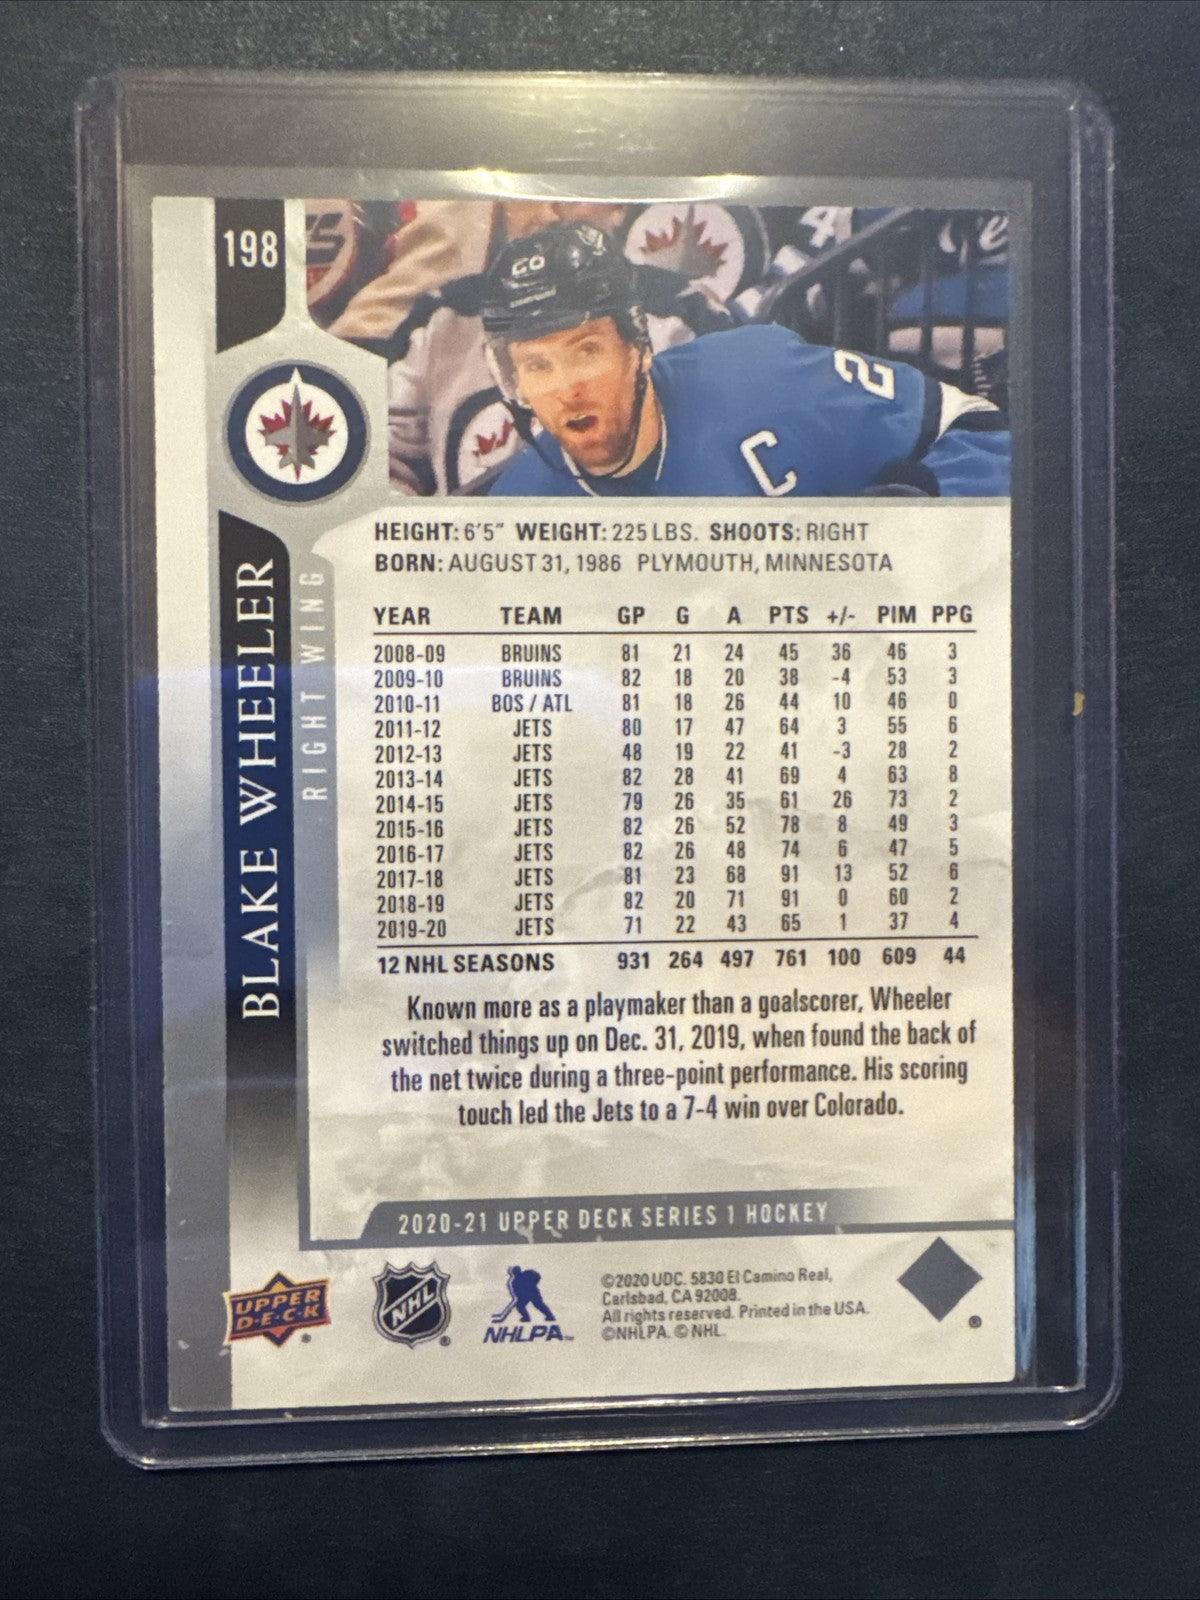 198
26
2
C
HEIGHT: 6'5" WEIGHT: 225 LBS. SHOOTS: RIGHT
BORN: AUGUST 31, 1986 PLYMOUTH, MINNESOTA
BLAKE WHEELER
RIGHT WING
YEAR TEAM GP G A PTS +/- PIM PPG
2008-09 BRUINS 81 21 24 45 36 46 3
2009-10 BRUINS 82 18 20 38 -4 53 3
2010-11 BOS / ATL 81 18 26 44 10 46 0
2011-12 JETS 80 17 47 64 3 55 6
2012-13 JETS 48 19 22 41 -3 28 2
2013-14 JETS 82 28 41 69 4 63 8
2014-15 JETS 79 26 35 61 26 73 2
2015-16 JETS 82 26 52 78 8 49 3
2016-17 JETS 82 26 48 74 6 47 5
2017-18 JETS 81 23 68 91 13 52 6
2018-19 JETS 82 20 71 91 0 60 2
2019-20 JETS 71 22 43 65 1 37 4
12 NHL SEASONS 931 264 497 761 100 609 44
Known more as a playmaker than a goalscorer, Wheeler
switched things up on Dec. 31, 2019, when found the back of
the net twice during a three-point performance. His scoring
touch led the Jets to a 7-4 win over Colorado.
2020-21 UPPER DECK SERIES 1 HOCKEY
UPPER
D·E·C·K
®
NHL
®
NHLPA™
©2020 UDC. 5830 El Camino Real,
Carlsbad, CA 92008.
All rights reserved. Printed in the USA.
©NHLPA. © NHL.
®